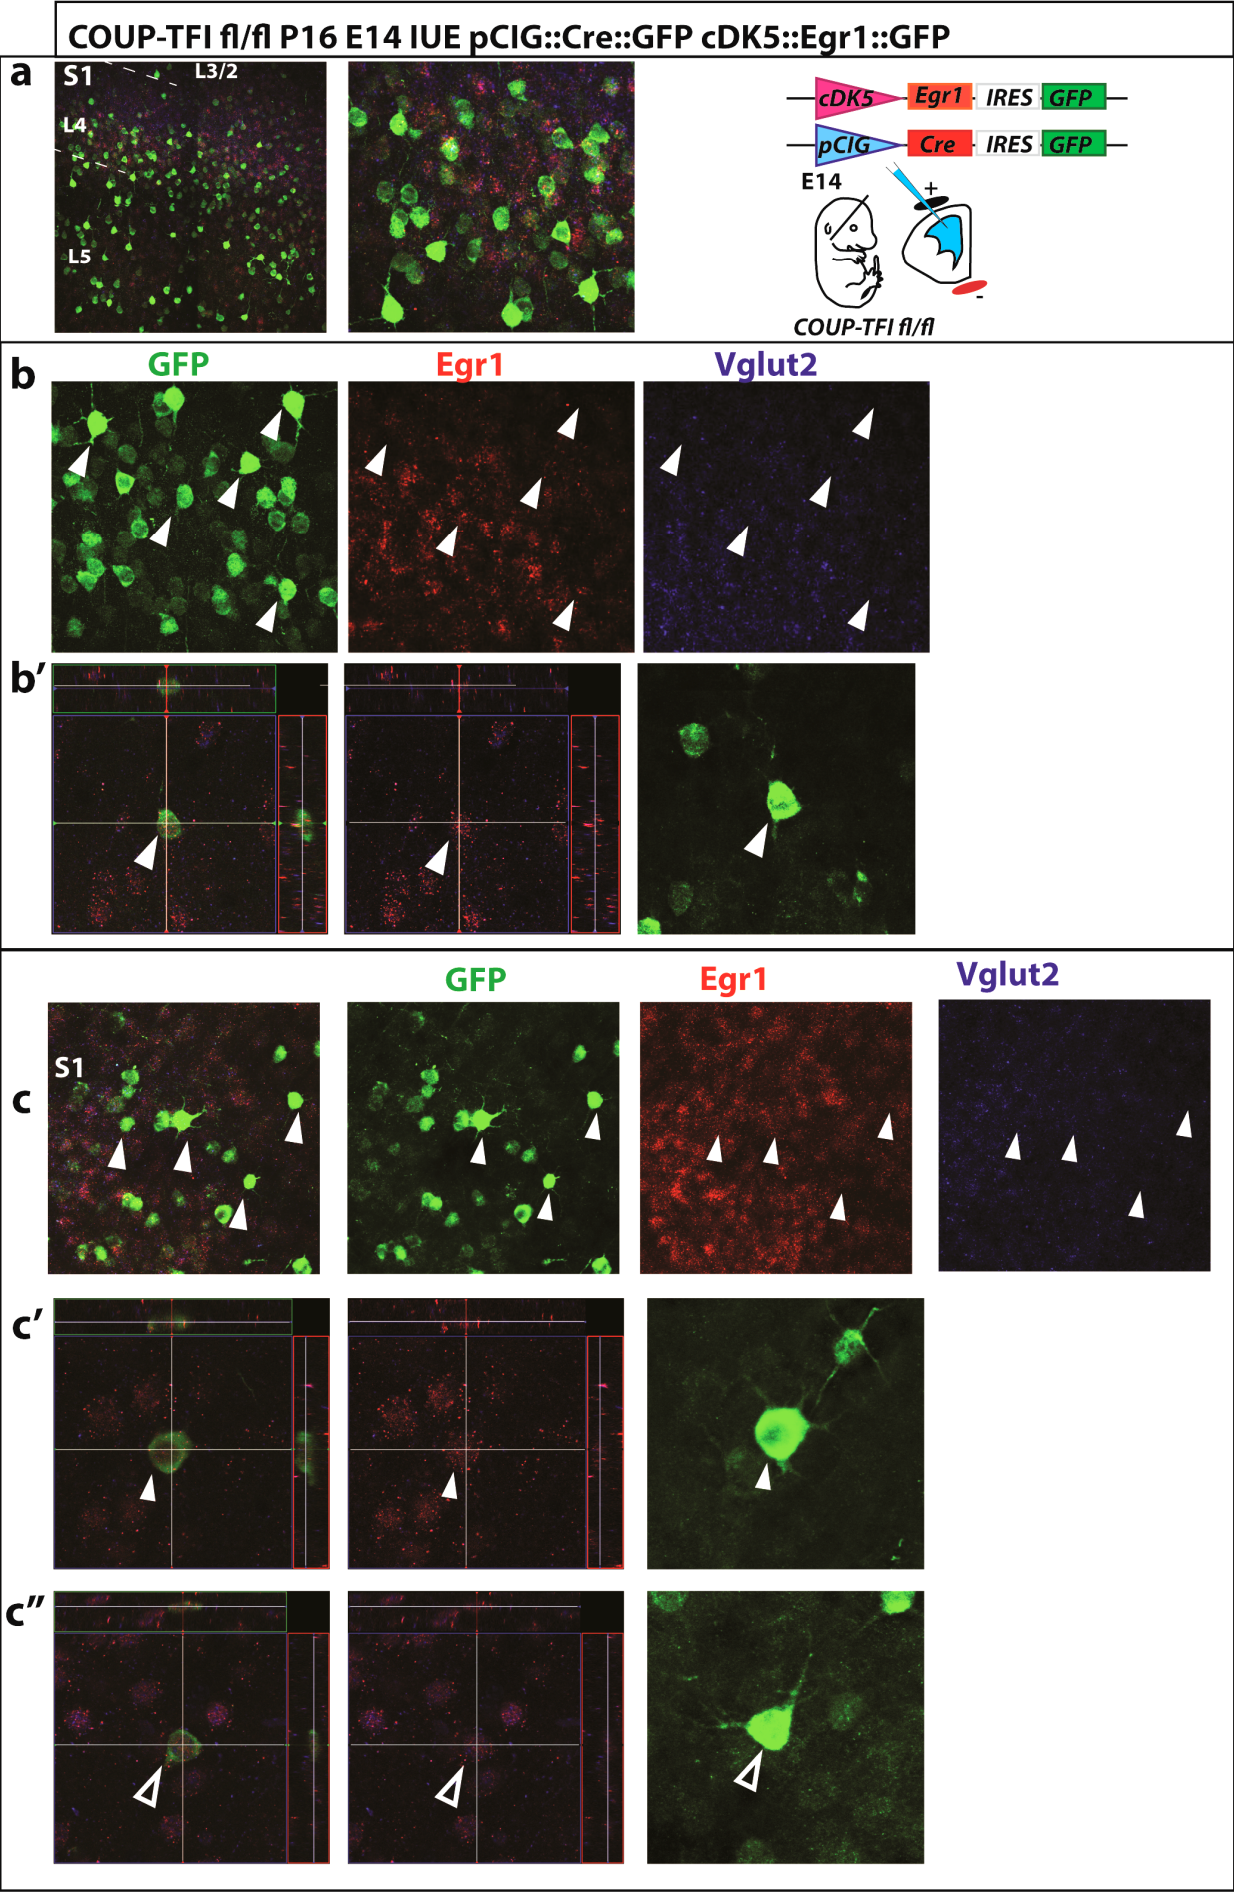 COUP-TFI fl/fl P16 E14 IUE pCIG::Cre::GFP cDK5::Egr1::GFP
a
S1
L3/2
L4
L5
cDK5 Egr1 IRES GFP
pCIG Cre IRES GFP
E14
+
-
COUP-TFI fl/fl
b
GFP Egr1 Vglut2
b′
GFP Egr1 Vglut2
S1
c
c′
c″